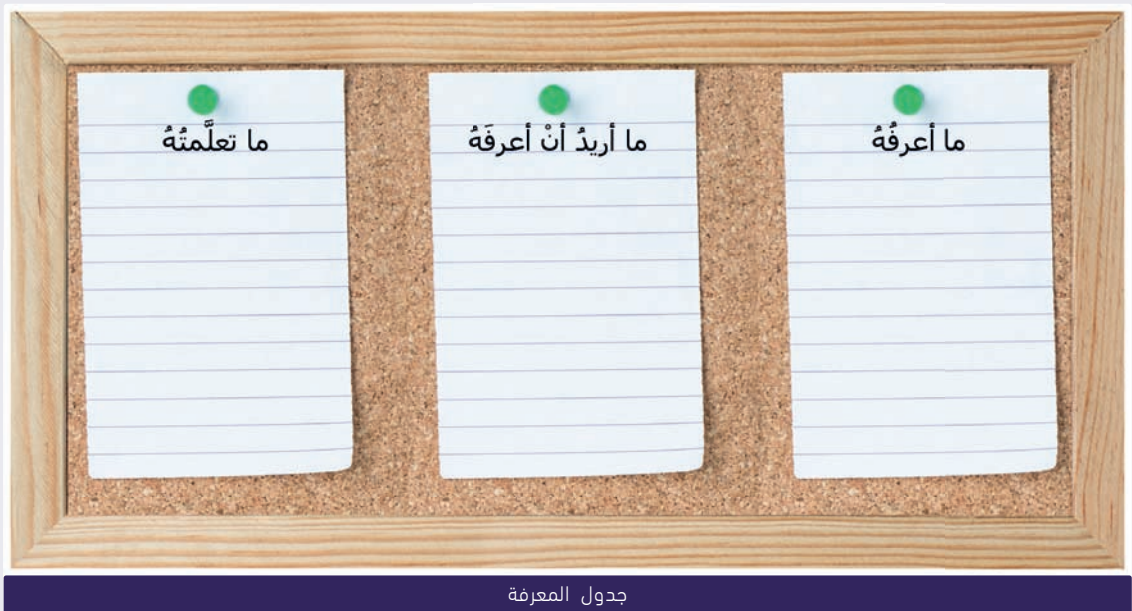 ما أعرفُهُ
ما أريدُ أنْ أعرفَهُ
ما تعلَّمتُهُ
جدول المعرفة